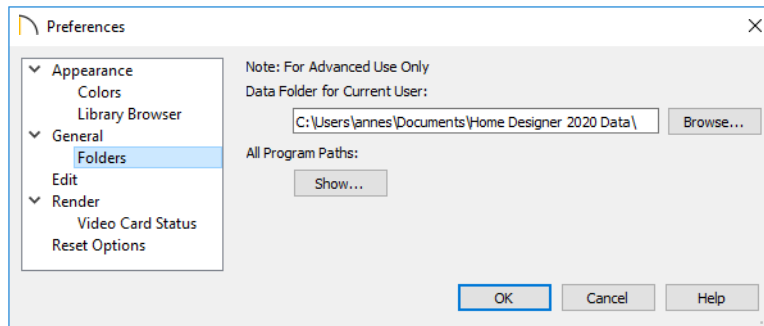 Preferences
Appearance
Colors
Library Browser
General
Folders
Edit
Render
Video Card Status
Reset Options
Note: For Advanced Use Only
Data Folder for Current User:
C:\Users\annes\Documents\Home Designer 2020 Data\
Browse...
All Program Paths:
Show...
OK Cancel Help